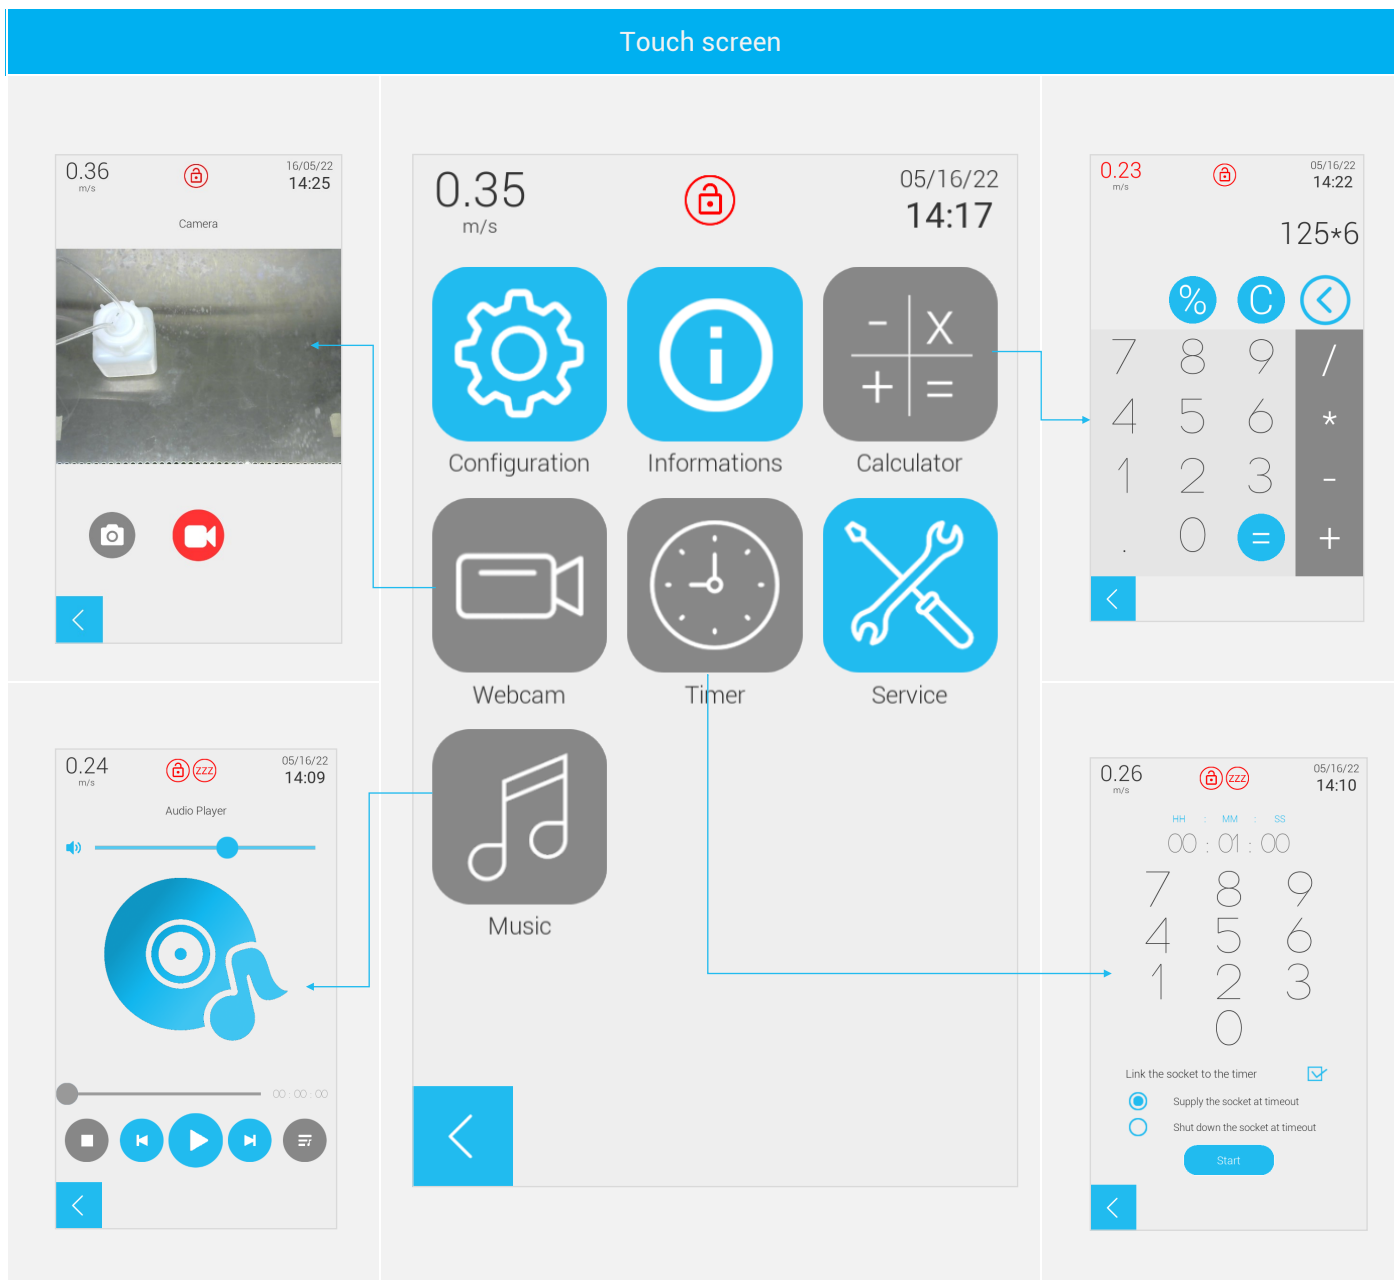 Touch screen
0.36
m/s
16/05/22
14:25
Camera
0.35
m/s
05/16/22
14:17
Configuration
Informations
Calculator
Webcam
Timer
Service
Music
0.23
m/s
05/16/22
14:22
125*6
% C
7 8 9 /
4 5 6 *
1 2 3 -
. 0 = +
0.24
m/s
zzz
05/16/22
14:09
Audio Player
00 : 00 : 00
0.26
m/s
zzz
05/16/22
14:10
HH : MM : SS
00 : 01 : 00
7 8 9
4 5 6
1 2 3
0
Link the socket to the timer
Supply the socket at timeout
Shut down the socket at timeout
Start